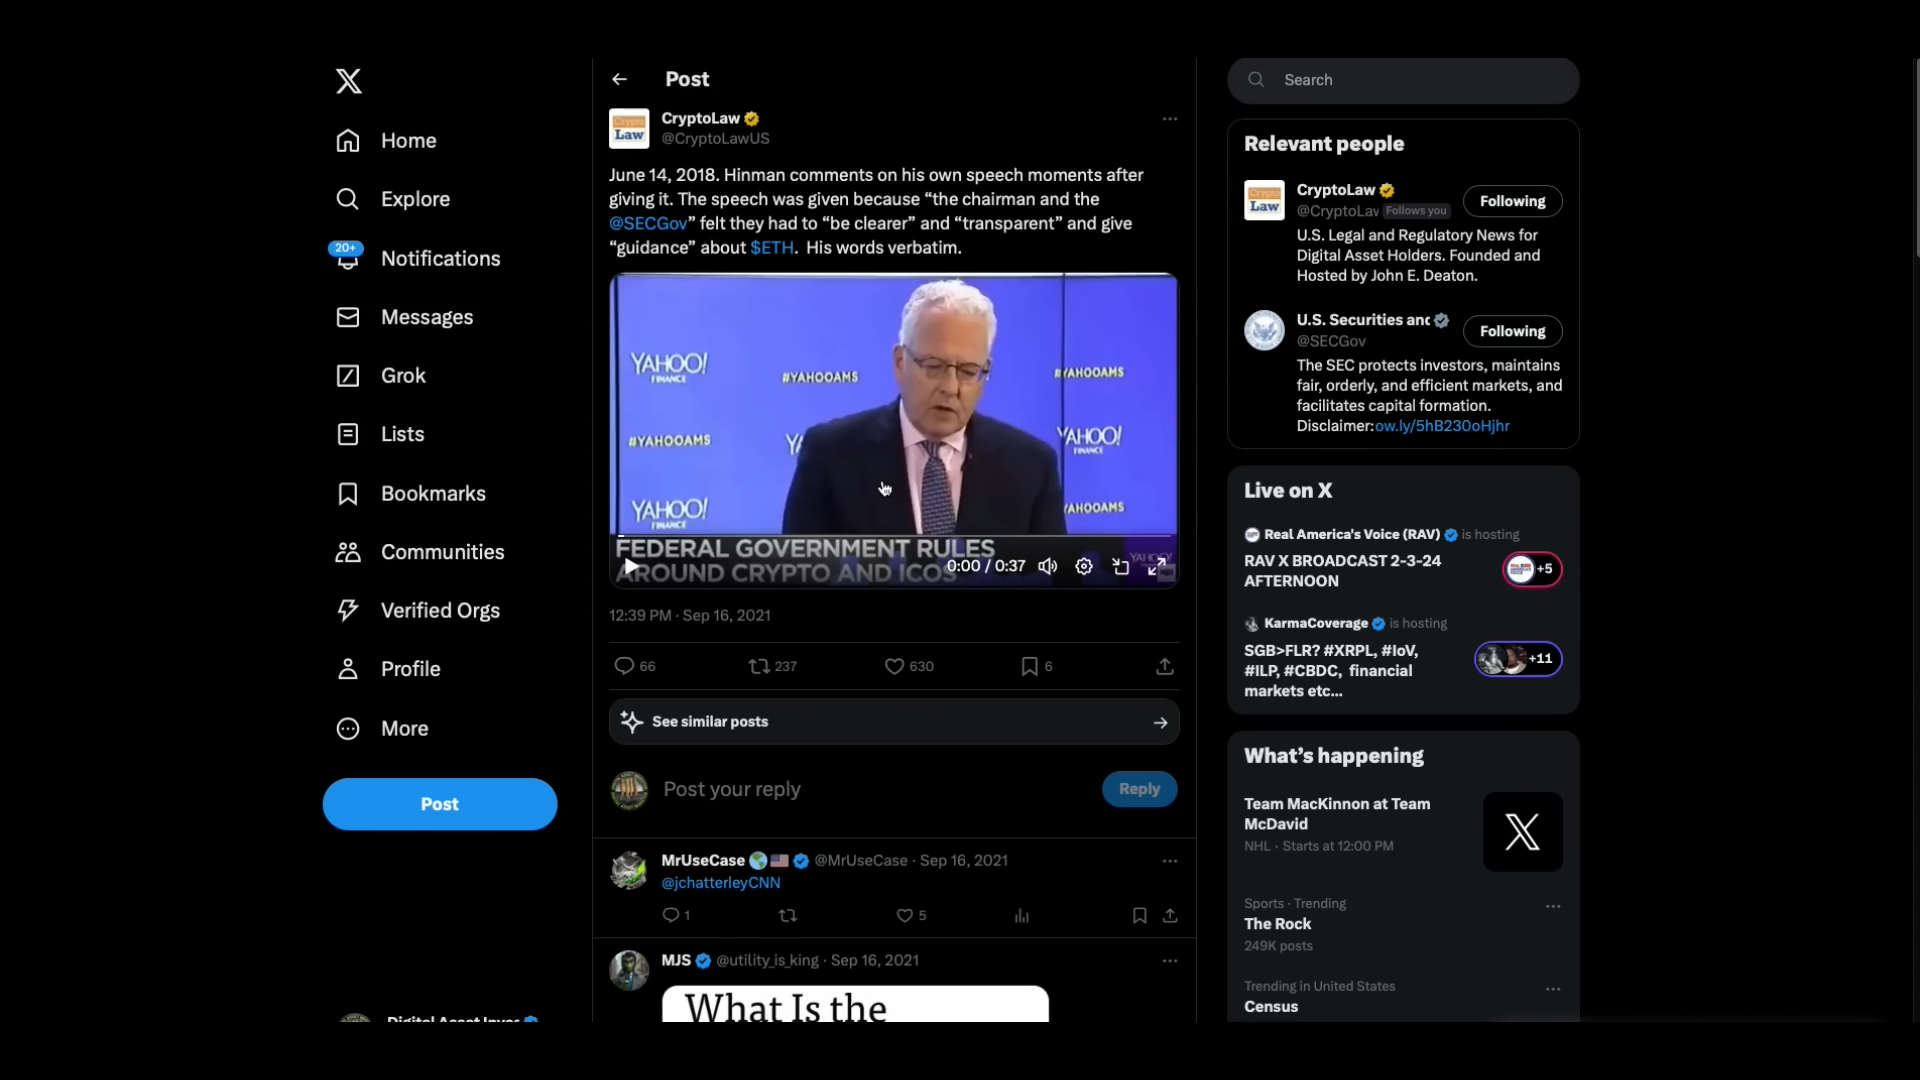 Home
Explore
20+
Notifications
Messages
Grok
Lists
Bookmarks
Communities
Verified Orgs
Profile
More
Post
Post
Crypto
Law
CryptoLaw
@CryptoLawUS
June 14, 2018. Hinman comments on his own speech moments after
giving it. The speech was given because “the chairman and the
@SECGov” felt they had to “be clearer” and “transparent” and give
“guidance” about $ETH. His words verbatim.
YAHOO!
FINANCE
#YAHOOAMS
#YAHOOAMS
#YAHOOAMS
YAHOO!
FINANCE
YAHOO!
FINANCE
YAHOOAMS
FEDERAL GOVERNMENT RULES
AROUND CRYPTO AND ICOS
0:00 / 0:37
YAHOO!
12:39 PM · Sep 16, 2021
66
237
630
6
See similar posts
Post your reply
Reply
MrUseCase @MrUseCase · Sep 16, 2021
@jchatterleyCNN
1
5
MJS @utility_is_king · Sep 16, 2021
What Is the
Search
Relevant people
Crypto
Law
CryptoLaw
@CryptoLav Follows you
Following
U.S. Legal and Regulatory News for
Digital Asset Holders. Founded and
Hosted by John E. Deaton.
U.S. Securities and
@SECGov
Following
The SEC protects investors, maintains
fair, orderly, and efficient markets, and
facilitates capital formation.
Disclaimer:ow.ly/5hB230oHjhr
Live on X
Real America's Voice (RAV) is hosting
RAV X BROADCAST 2-3-24
AFTERNOON
+5
KarmaCoverage is hosting
SGB>FLR? #XRPL, #IoV,
#ILP, #CBDC, financial
markets etc...
+11
What’s happening
Team MacKinnon at Team
McDavid
NHL · Starts at 12:00 PM
Sports · Trending
The Rock
249K posts
Trending in United States
Census
Digital Asset Inves